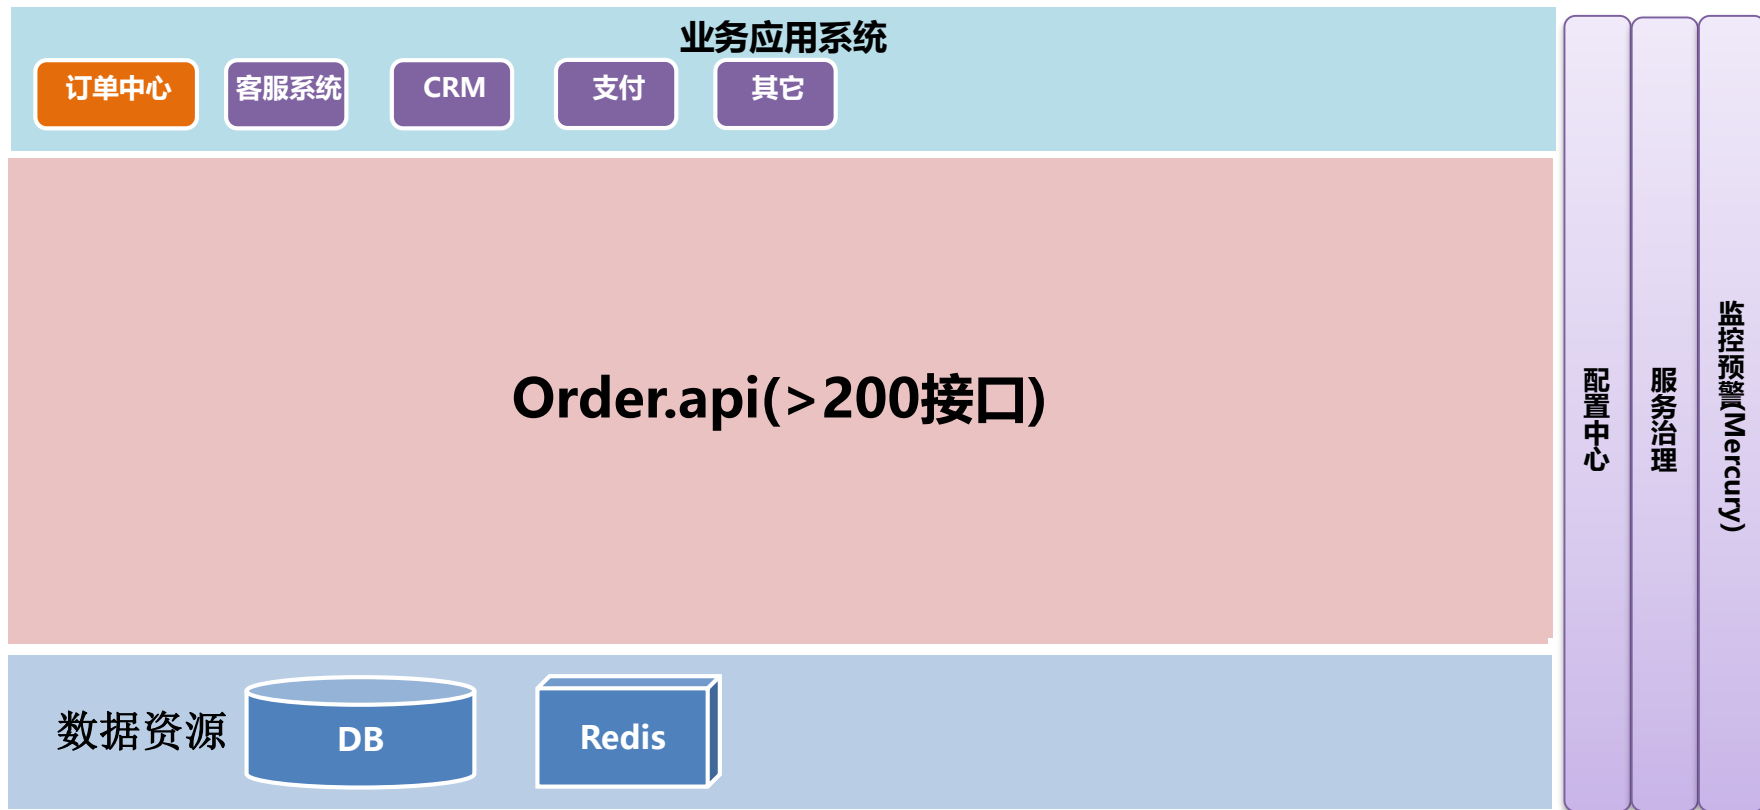 业务应用系统
订单中心
客服系统
CRM
支付
其它
Order.api(>200接口)
数据资源
DB
Redis
配置中心
服务治理
监控预警(Mercury)